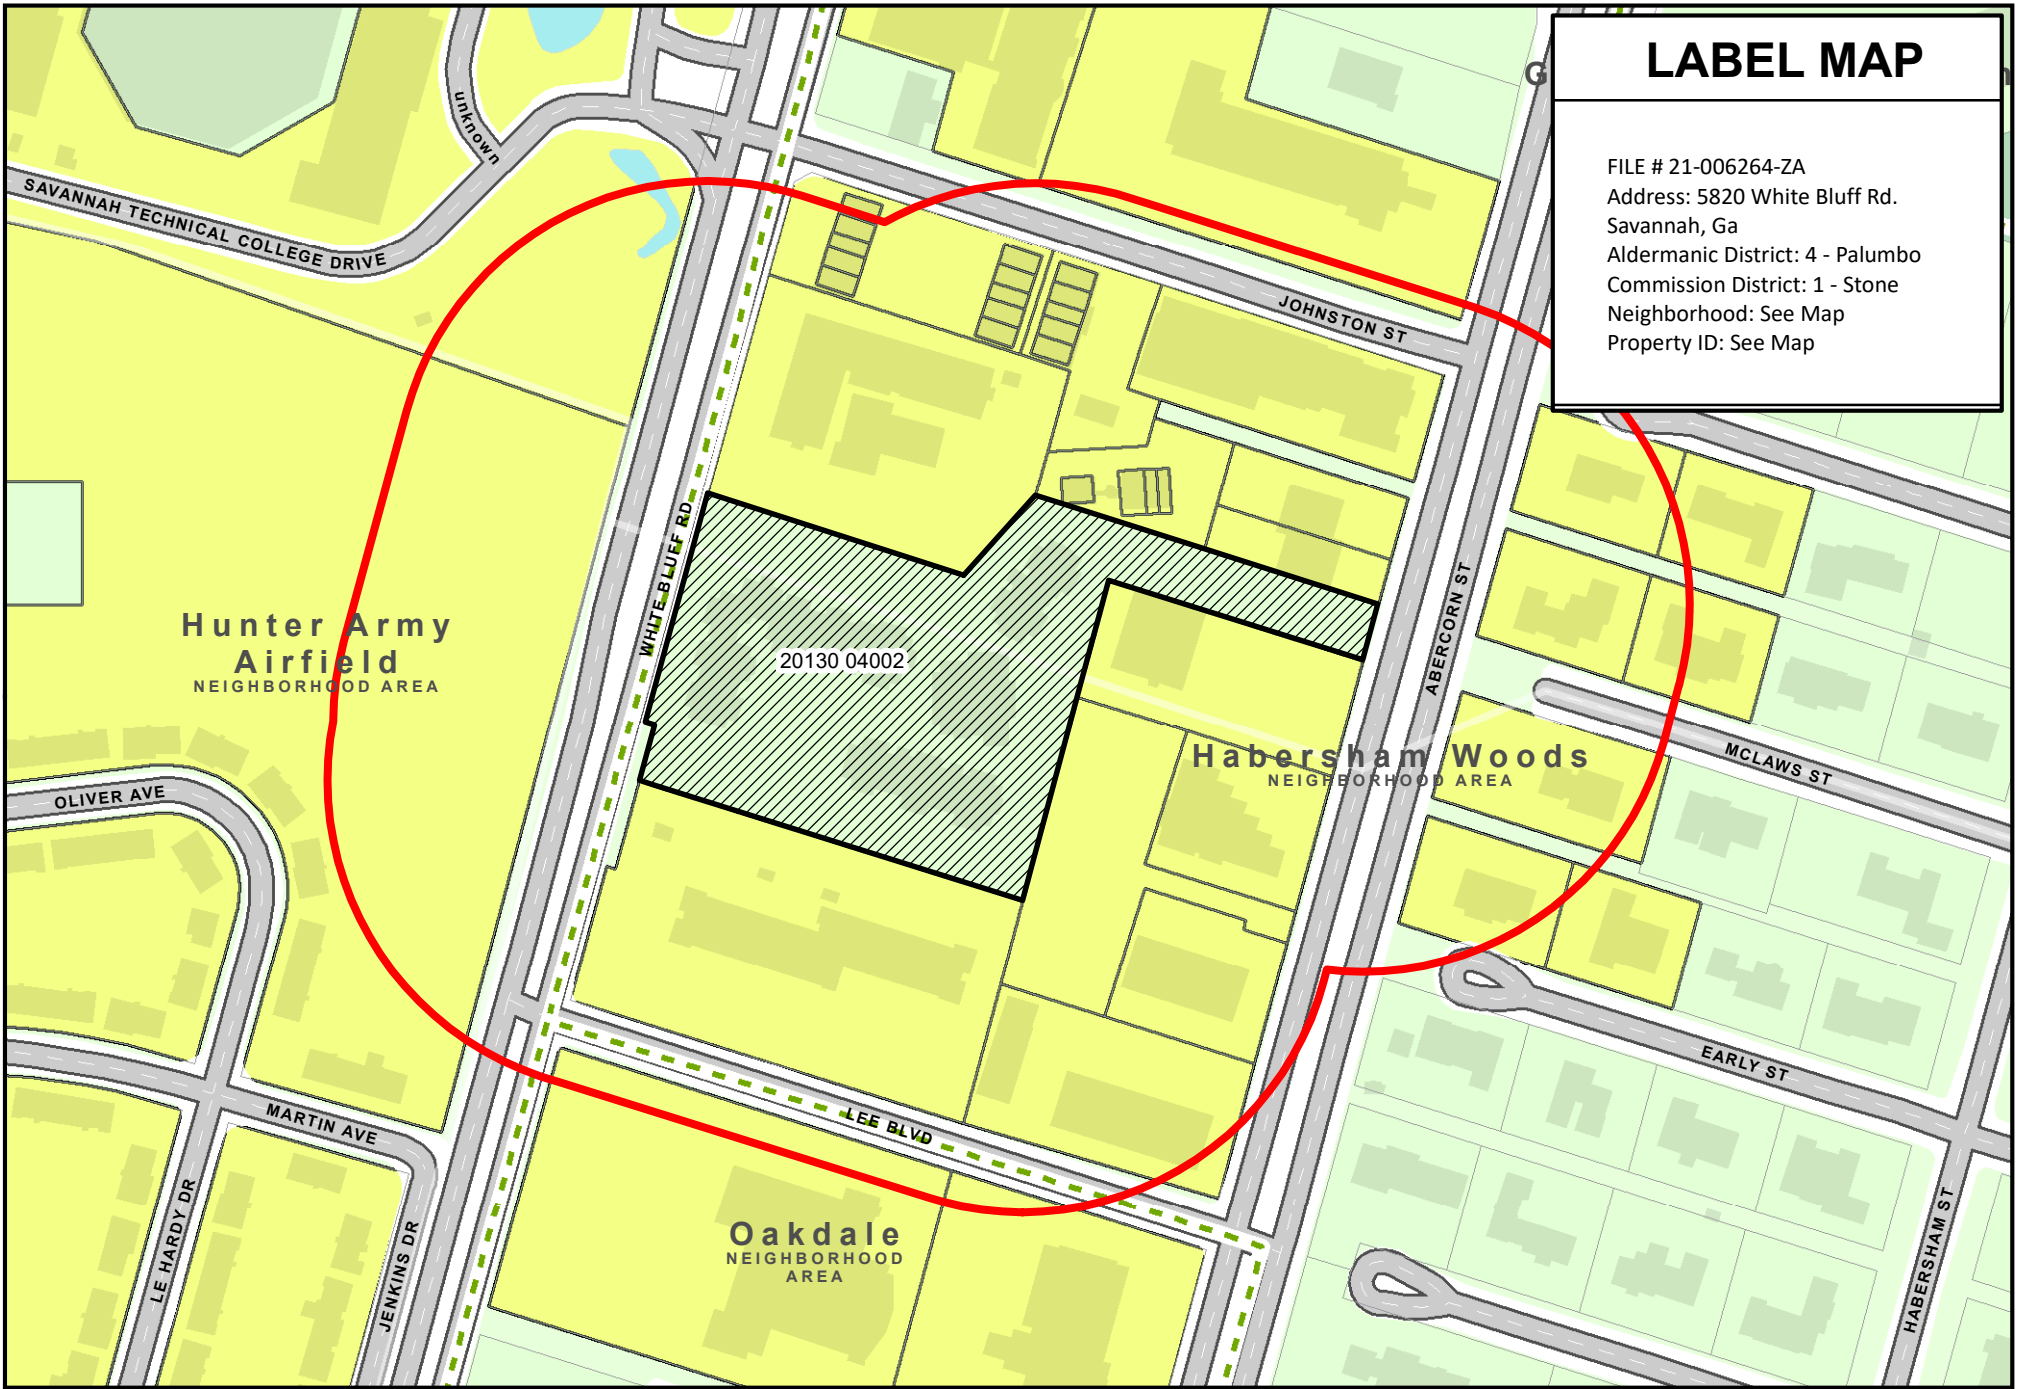 LABEL MAP
FILE # 21-006264-ZA
Address: 5820 White Bluff Rd.
Savannah, Ga
Aldermanic District: 4 - Palumbo
Commission District: 1 - Stone
Neighborhood: See Map
Property ID: See Map
unknown
SAVANNAH TECHNICAL COLLEGE DRIVE
JOHNSTON ST
WHITE BLUFF RD
ABERCORN ST
Hunter Army
Airfield
NEIGHBORHOOD AREA
20130 04002
Habersham Woods
NEIGHBORHOOD AREA
MCLAWS ST
OLIVER AVE
EARLY ST
MARTIN AVE
LEE BLVD
LE HARDY DR
JENKINS DR
Oakdale
NEIGHBORHOOD
AREA
HABERSHAM ST